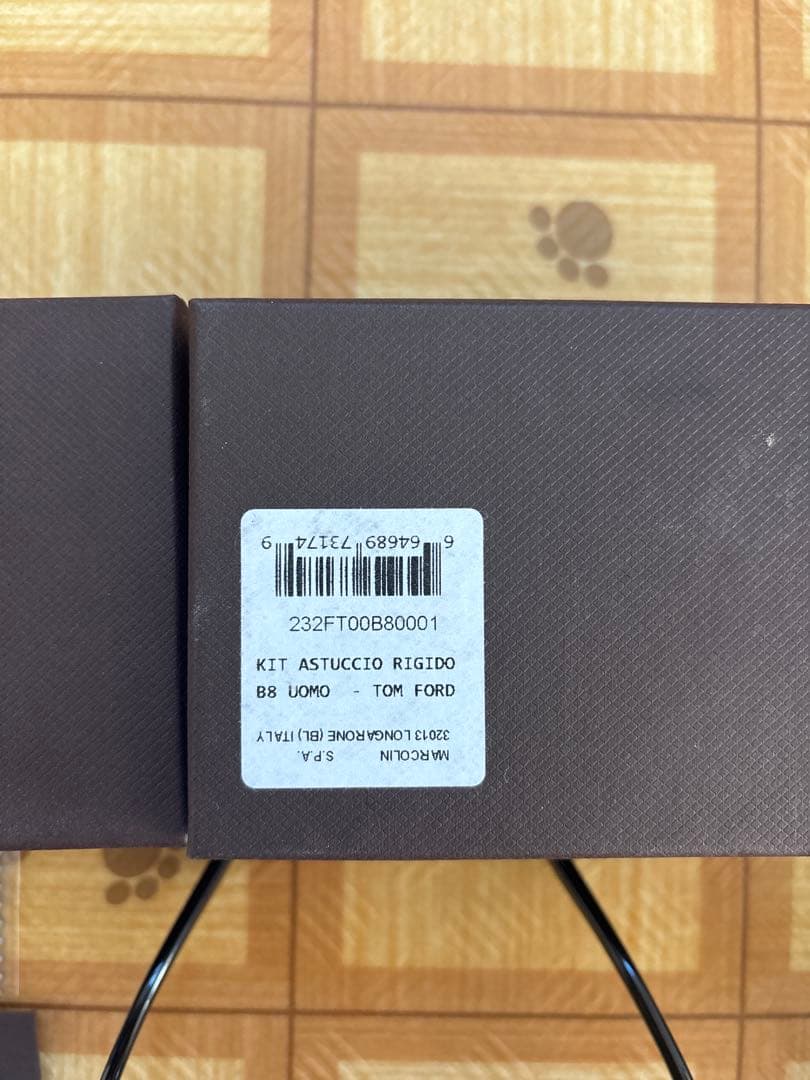 6 64689 73174 9
232FT00B80001
KIT ASTUCCIO RIGIDO
B8 UOMO - TOM FORD
MARCOLIN S.P.A.
32013 LONGARONE (BL) ITALY